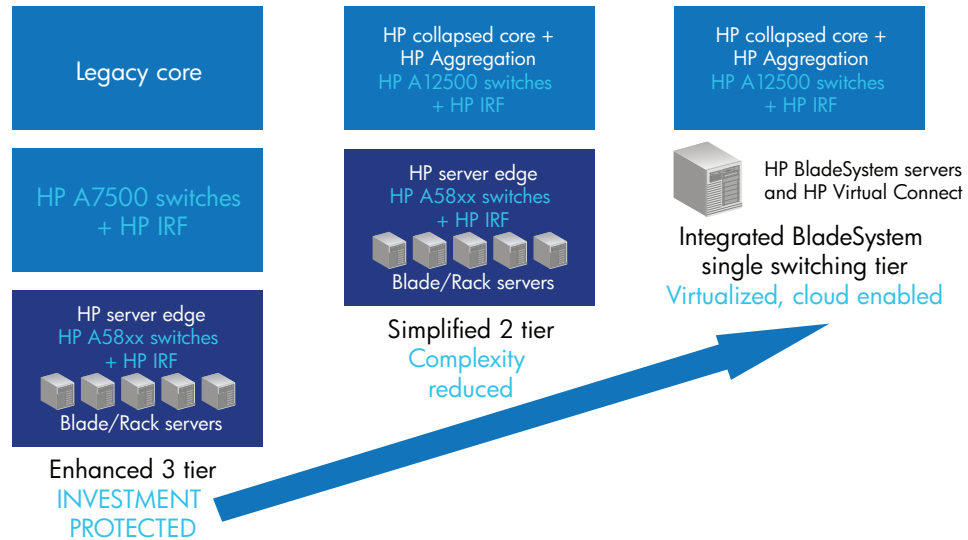 Legacy core
HP A7500 switches
+ HP IRF
HP server edge
HP A58xx switches
+ HP IRF
Blade/Rack servers
Enhanced 3 tier
INVESTMENT
PROTECTED
HP collapsed core +
HP Aggregation
HP A12500 switches
+ HP IRF
HP server edge
HP A58xx switches
+ HP IRF
Blade/Rack servers
Simplified 2 tier
Complexity
reduced
HP collapsed core +
HP Aggregation
HP A12500 switches
+ HP IRF
HP BladeSystem servers
and HP Virtual Connect
Integrated BladeSystem
single switching tier
Virtualized, cloud enabled